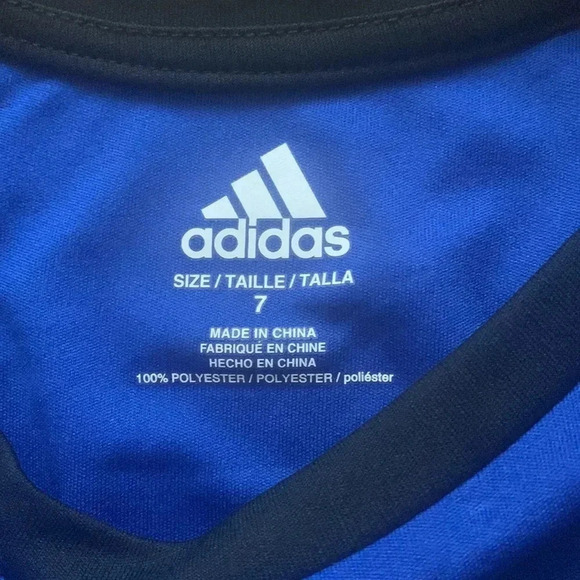 adidas
SIZE / TAILLE / TALLA
7
MADE IN CHINA
FABRIQUÉ EN CHINE
HECHO EN CHINA
100% POLYESTER / POLYESTER / poliéster